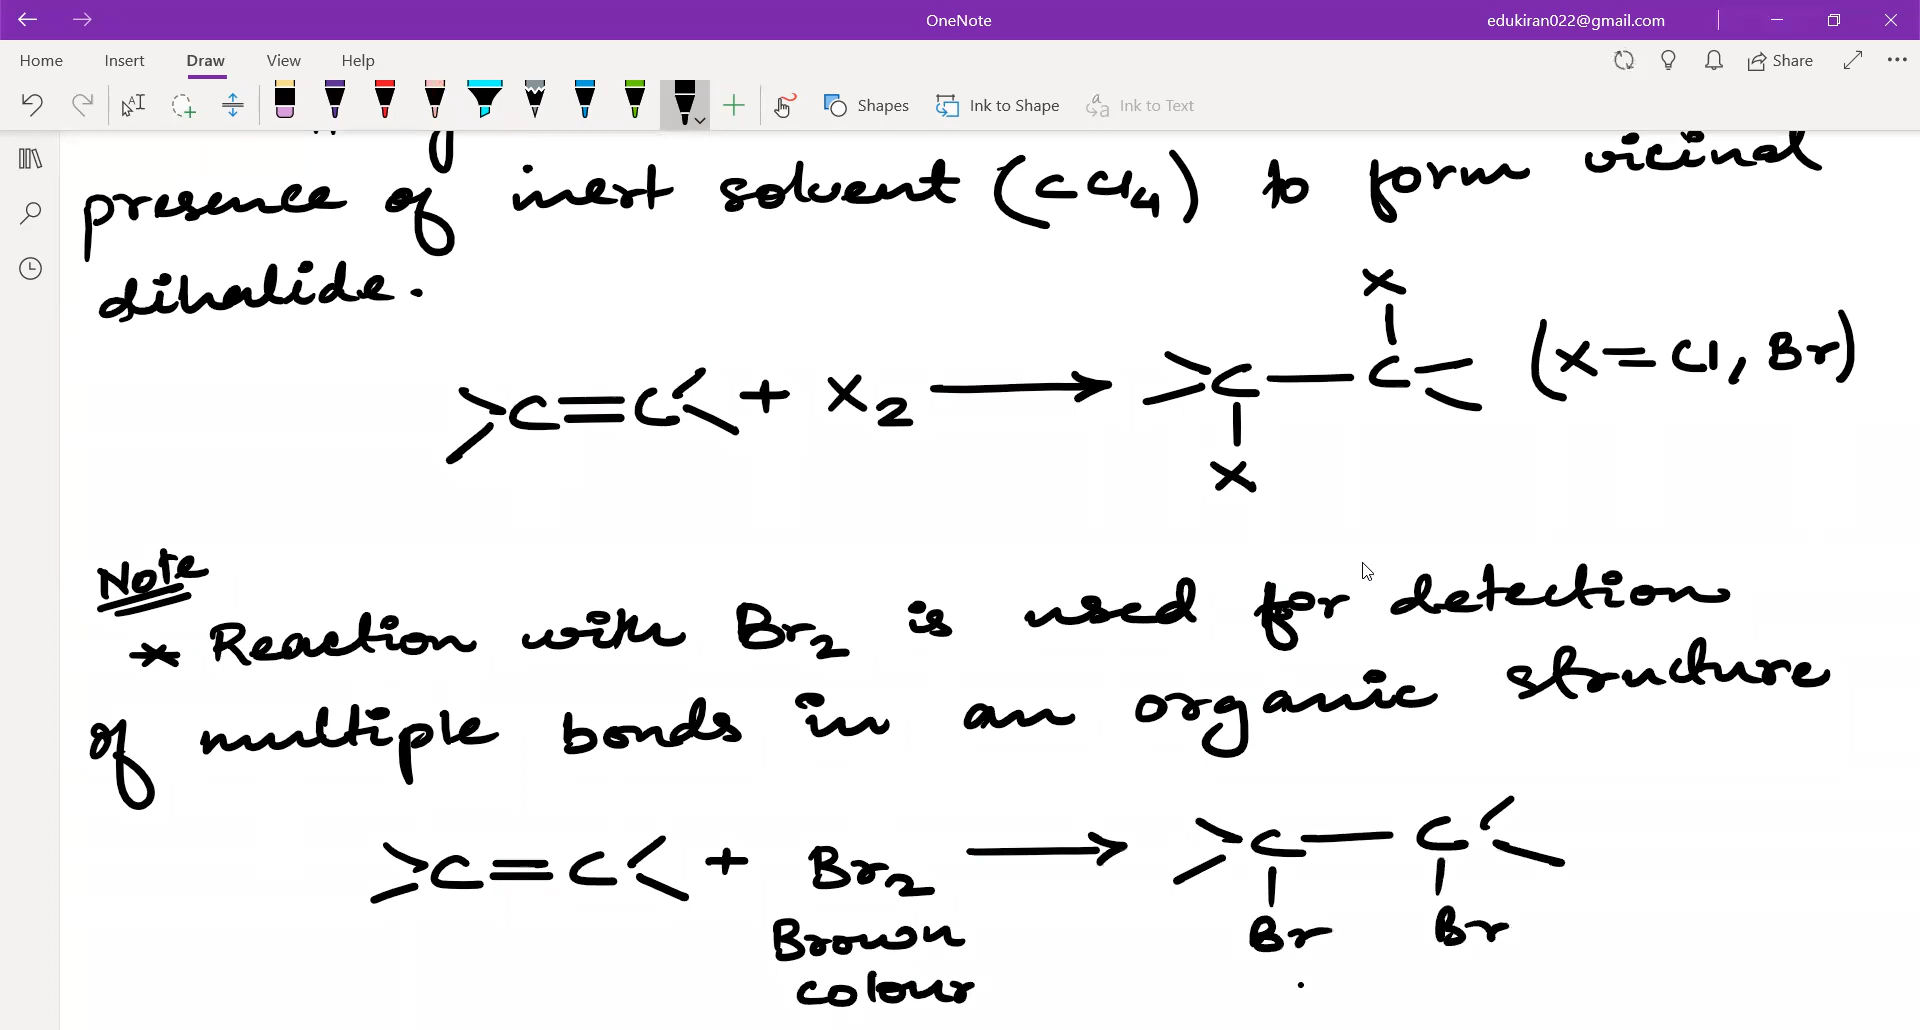 OneNote
edukiran022@gmail.com
Home Insert Draw View Help
Share
Shapes Ink to Shape Ink to Text
presence of inert solvent (CCl4) to form vicinal
dihalide.
X
>C=C< + X2 → >C—C< (X=Cl, Br)
X
Note
* Reaction with Br2 is used for detection
of multiple bonds in an organic structure
>C=C< + Br2 → >C—C<
Brown Br Br
colour